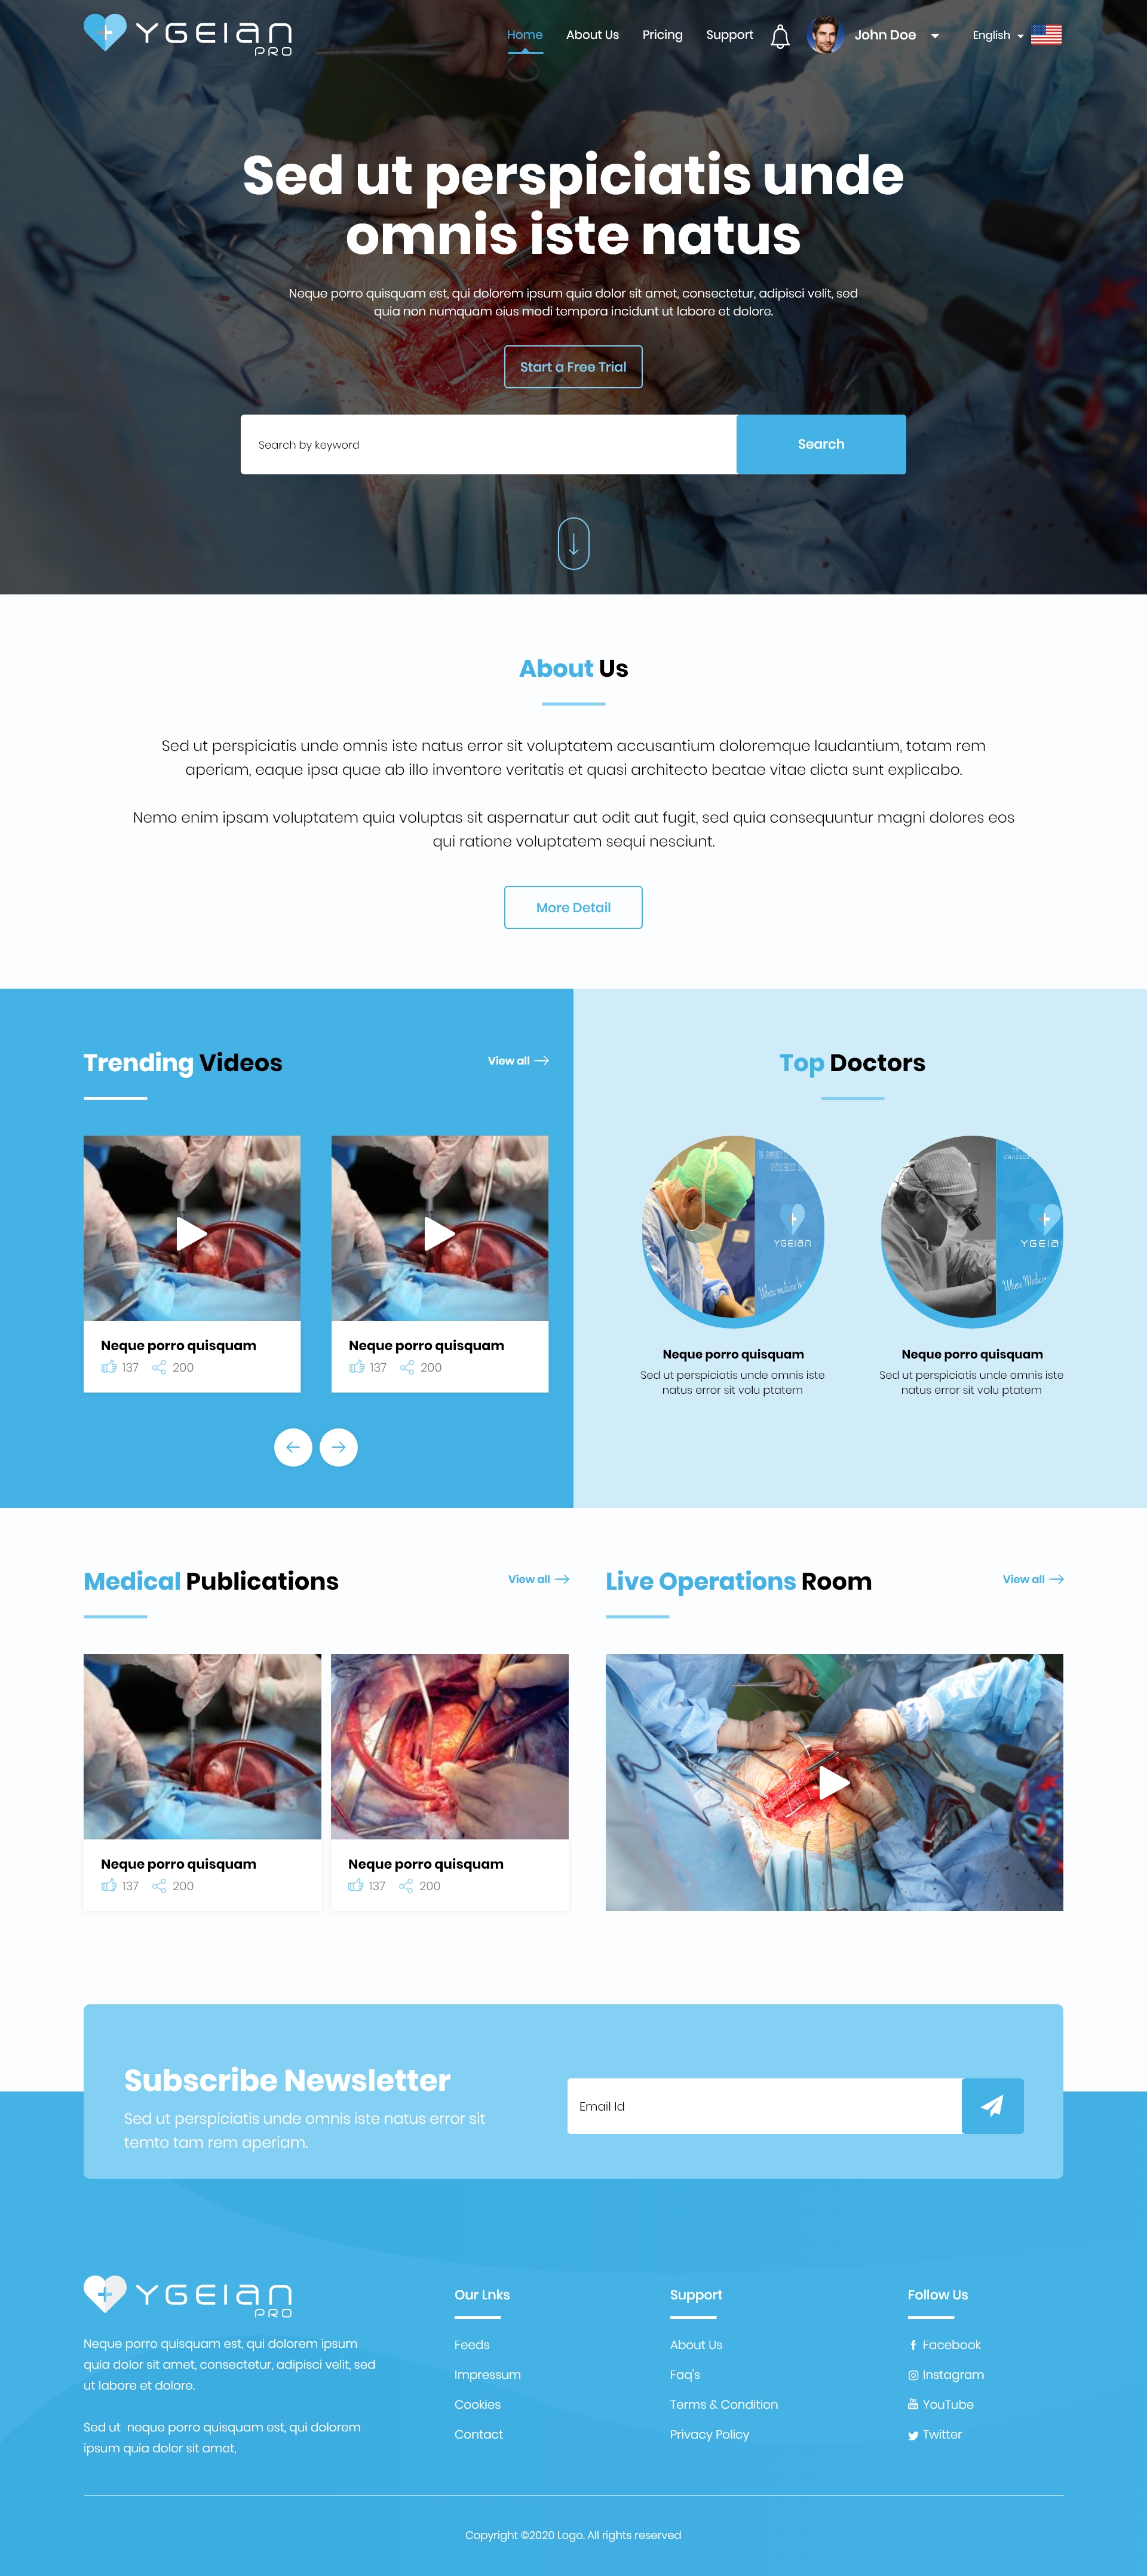 YGEIAN
PRO
Home About Us Pricing Support John Doe English
Sed ut perspiciatis unde
omnis iste natus
Neque porro quisquam est, qui dolorem ipsum quia dolor sit amet, consectetur, adipisci velit, sed
quia non numquam eius modi tempora incidunt ut labore et dolore.
Start a Free Trial
Search by keyword Search
About Us
Sed ut perspiciatis unde omnis iste natus error sit voluptatem accusantium doloremque laudantium, totam rem
aperiam, eaque ipsa quae ab illo inventore veritatis et quasi architecto beatae vitae dicta sunt explicabo.
Nemo enim ipsam voluptatem quia voluptas sit aspernatur aut odit aut fugit, sed quia consequuntur magni dolores eos
qui ratione voluptatem sequi nesciunt.
More Detail
Trending Videos View all
Neque porro quisquam
137 200
Neque porro quisquam
137 200
Top Doctors
YGEIAN
YGEIA
Neque porro quisquam
Sed ut perspiciatis unde omnis iste
natus error sit volu ptatem
Neque porro quisquam
Sed ut perspiciatis unde omnis iste
natus error sit volu ptatem
Medical Publications View all
Neque porro quisquam
137 200
Neque porro quisquam
137 200
Live Operations Room View all
Subscribe Newsletter
Sed ut perspiciatis unde omnis iste natus error sit
temto tam rem aperiam.
Email Id
YGEIAN
PRO
Neque porro quisquam est, qui dolorem ipsum
quia dolor sit amet, consectetur, adipisci velit, sed
ut labore et dolore.
Sed ut neque porro quisquam est, qui dolorem
ipsum quia dolor sit amet,
Our Lnks
Feeds
Impressum
Cookies
Contact
Support
About Us
Faq's
Terms & Condition
Privacy Policy
Follow Us
Facebook
Instagram
YouTube
Twitter
Copyright ©2020 Logo. All rights reserved